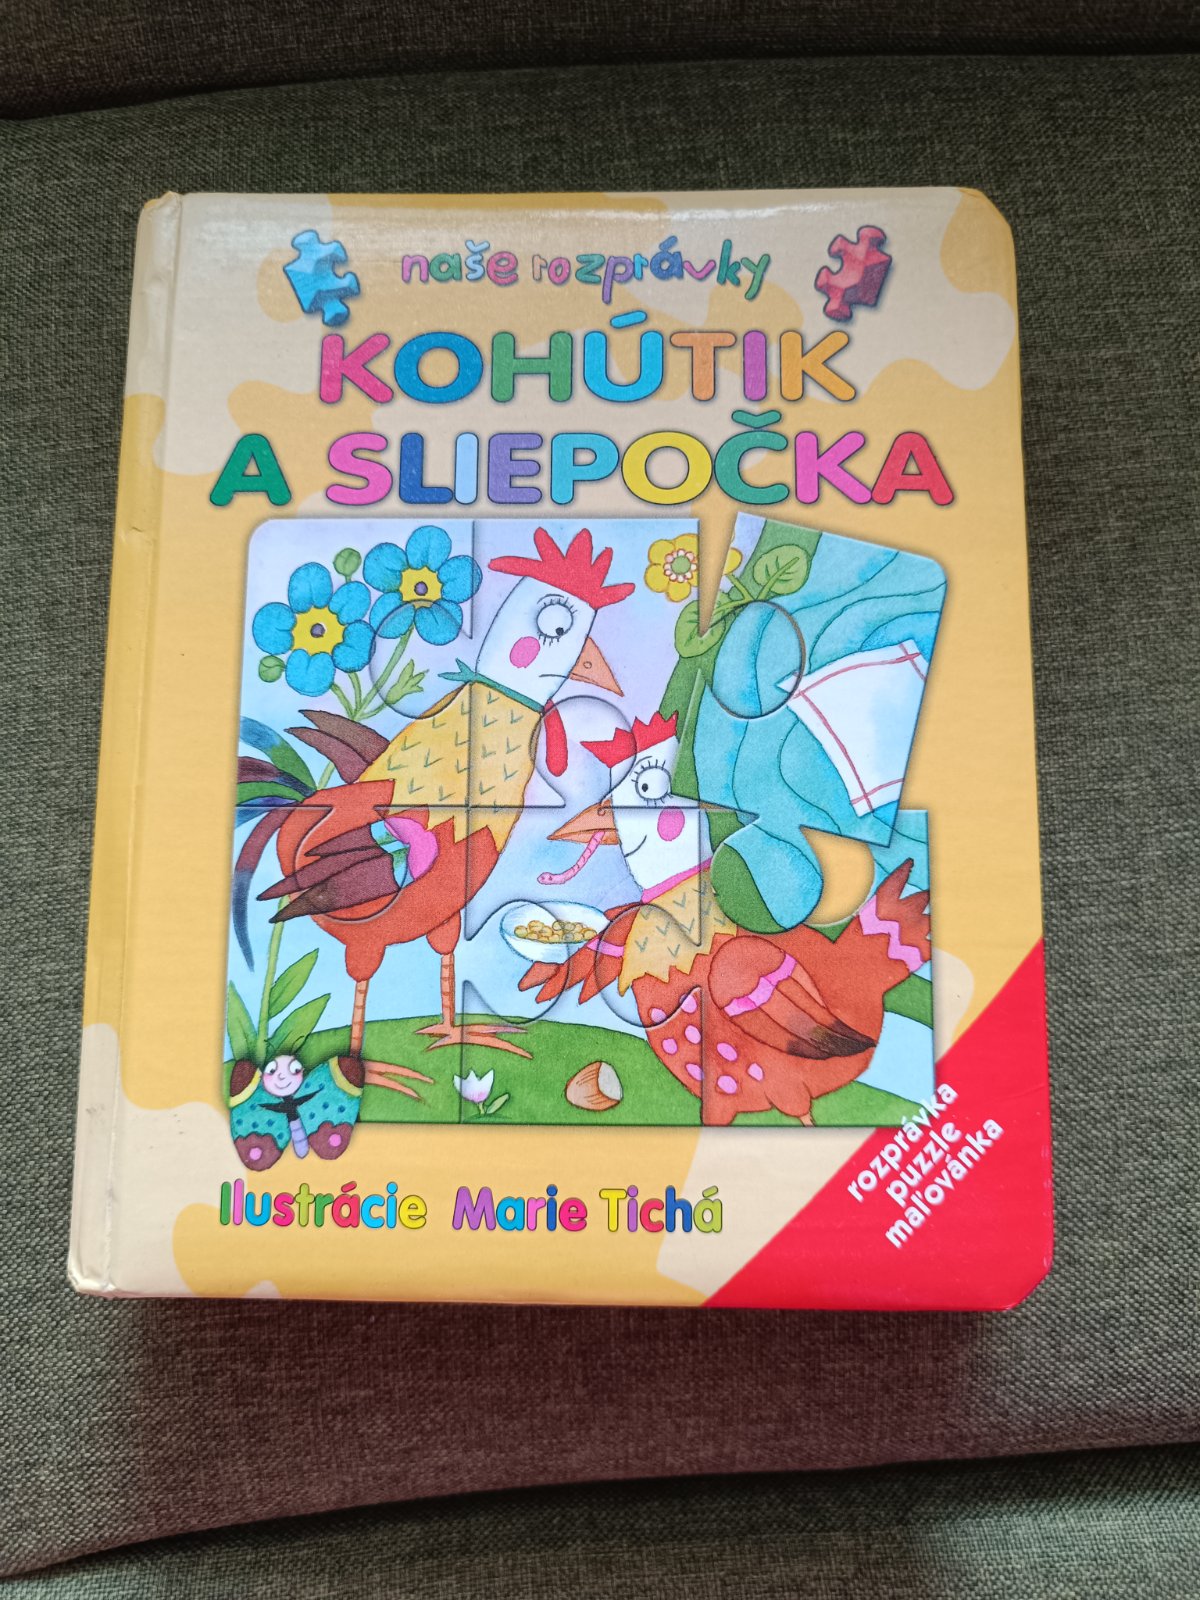 naše rozprávky
KOHÚTIK
A SLIEPOČKA
rozprávka
puzzle
maľovánka
Ilustrácie Marie Tichá